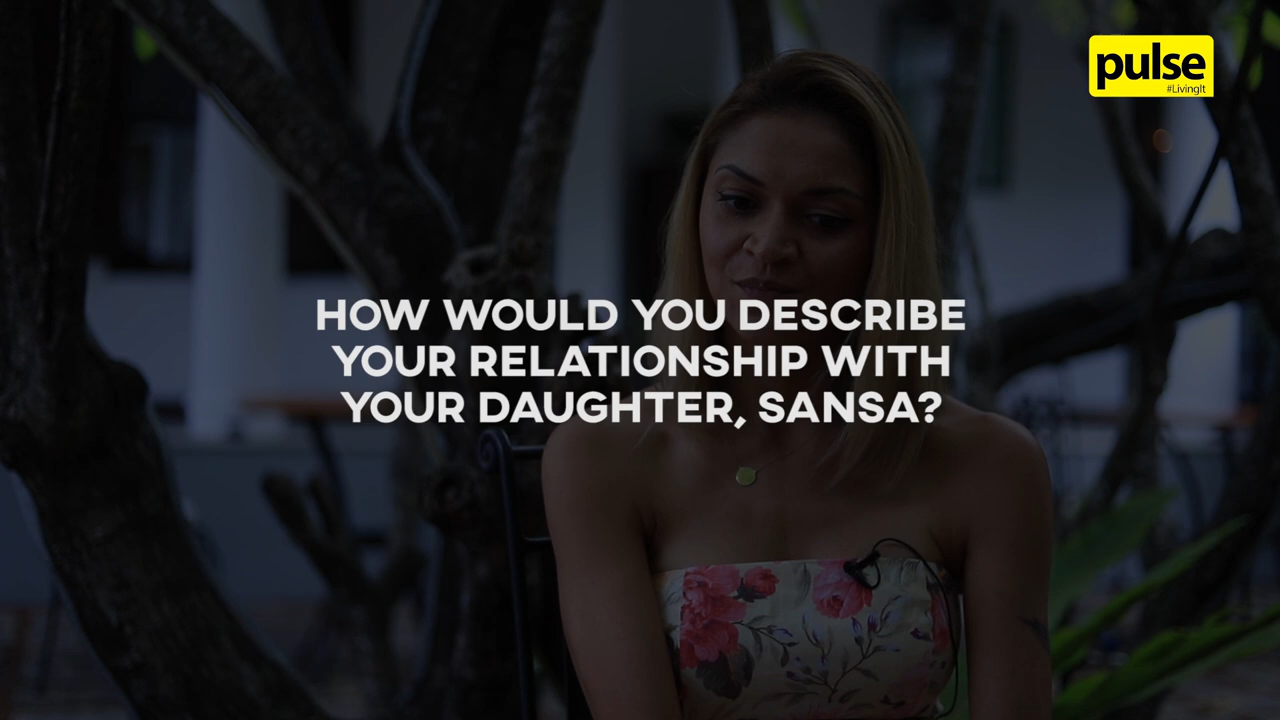 pulse
#LivingIt
HOW WOULD YOU DESCRIBE
YOUR RELATIONSHIP WITH
YOUR DAUGHTER, SANSA?